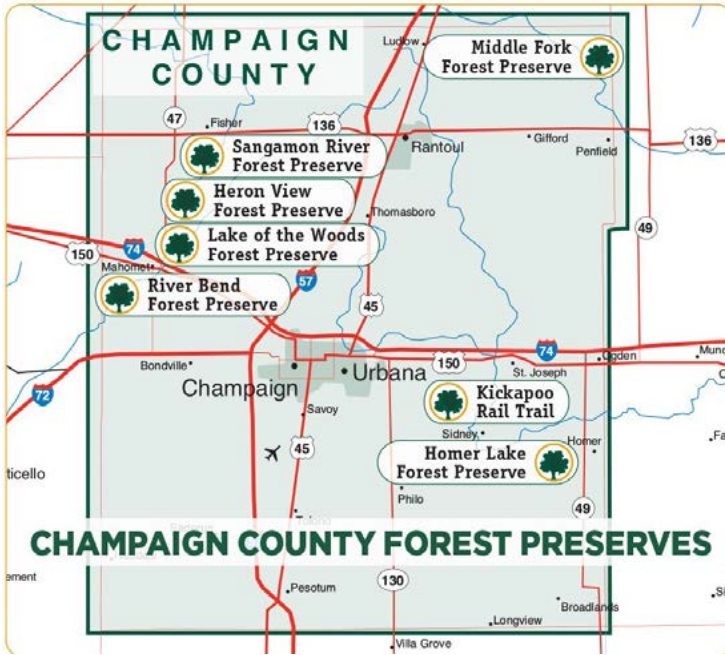 CHAMPAIGN
COUNTY
Ludlow
Middle Fork
Forest Preserve
47
Fisher
136
Rantoul
Gifford
Penfield
136
Sangamon River
Forest Preserve
Heron View
Forest Preserve
Thomasboro
49
Lake of the Woods
Forest Preserve
74
150
Mahomet
River Bend
Forest Preserve
57
45
74
150
Ogden
Bondville
Champaign
Urbana
St. Joseph
72
Kickapoo
Rail Trail
Savoy
Sidney
Homer
45
Homer Lake
Forest Preserve
ticello
Philo
49
CHAMPAIGN COUNTY FOREST PRESERVES
ement
130
Pesotum
Broadlands
Longview
Villa Grove